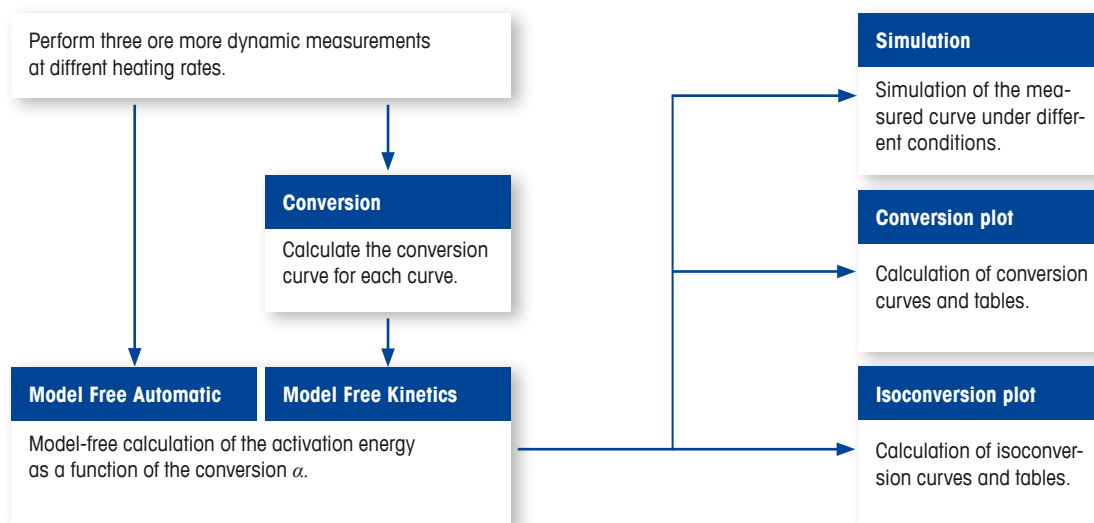 Perform three ore more dynamic measurements
at diffrent heating rates.
Conversion
Calculate the conversion
curve for each curve.
Model Free Automatic
Model Free Kinetics
Model-free calculation of the activation energy
as a function of the conversion α.
Simulation
Simulation of the mea-
sured curve under differ-
ent conditions.
Conversion plot
Calculation of conversion
curves and tables.
Isoconversion plot
Calculation of isoconver-
sion curves and tables.